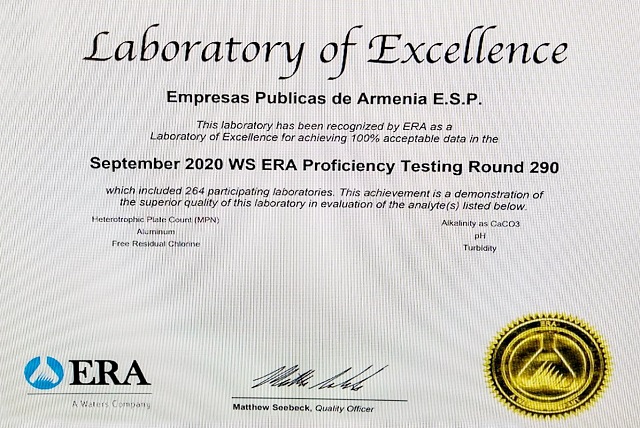 Laboratory of Excellence
Empresas Publicas de Armenia E.S.P.
This laboratory has been recognized by ERA as a
Laboratory of Excellence for achieving 100% acceptable data in the
September 2020 WS ERA Proficiency Testing Round 290
which included 264 participating laboratories. This achievement is a demonstration of
the superior quality of this laboratory in evaluation of the analyte(s) listed below.
Heterotrophic Plate Count (MPN)
Aluminum
Free Residual Chlorine
Alkalinity as CaCO3
pH
Turbidity
ERA
A Waters Company
Matthew Seebeck, Quality Officer
ERA